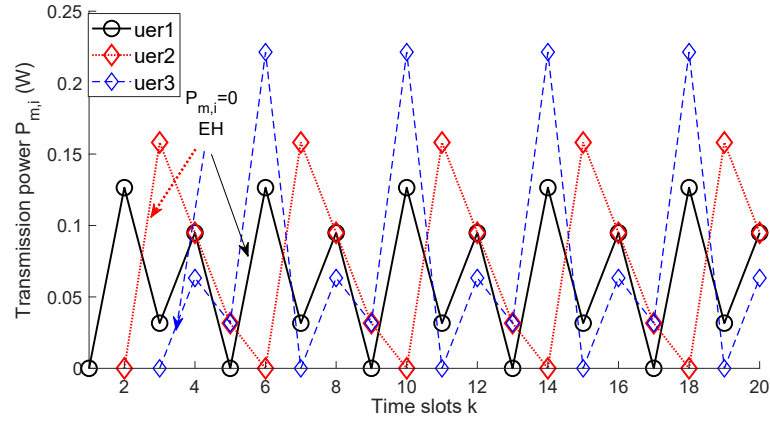 0.25
0.2
0.15
0.1
0.05
0
Transmission power P_{m,i} (W)
uer1
uer2
uer3
P_{m,i}=0
EH
2 4 6 8 10 12 14 16 18 20
Time slots k